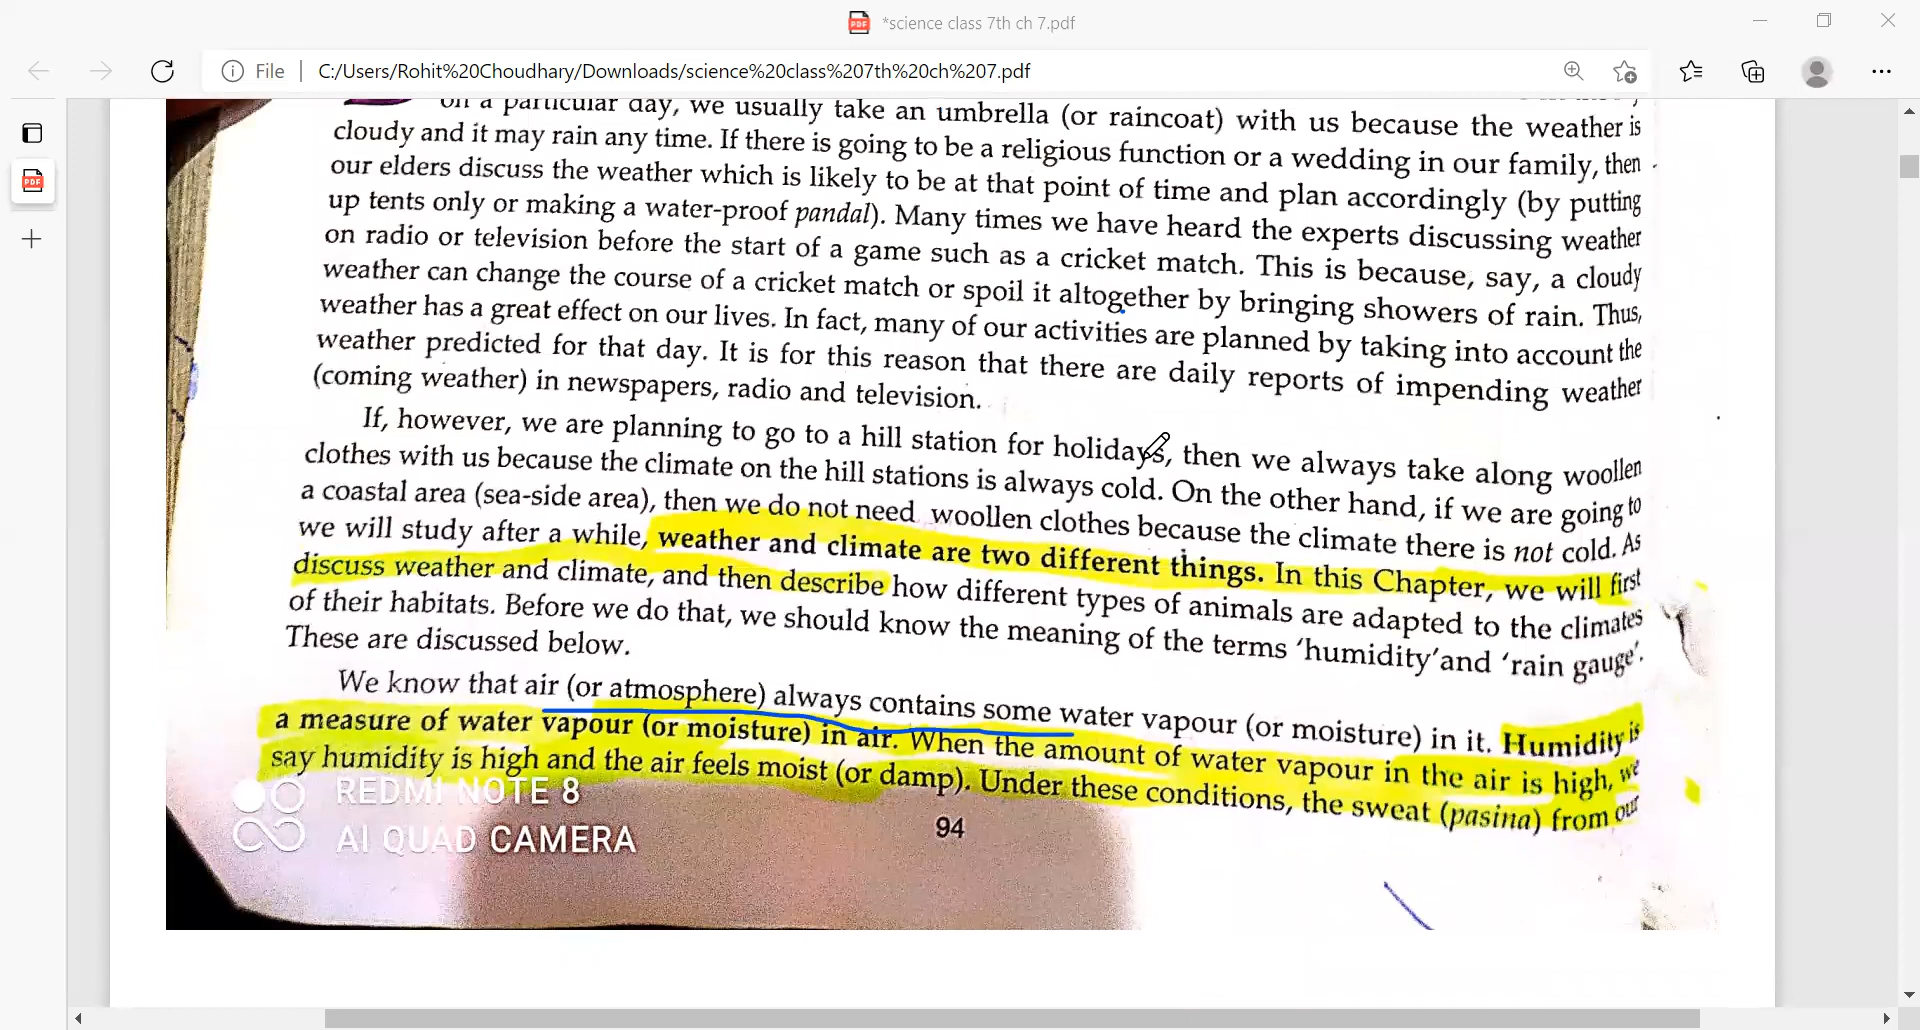 *science class 7th ch 7.pdf
File
C:/Users/Rohit%20Choudhary/Downloads/science%20class%207th%20ch%207.pdf
on a particular day, we usually take an umbrella (or raincoat) with us because the weather is
cloudy and it may rain any time. If there is going to be a religious function or a wedding in our family, then
our elders discuss the weather which is likely to be at that point of time and plan accordingly (by putting
up tents only or making a water-proof pandal). Many times we have heard the experts discussing weather
on radio or television before the start of a game such as a cricket match. This is because, say, a cloudy
weather can change the course of a cricket match or spoil it altogether by bringing showers of rain. Thus,
weather has a great effect on our lives. In fact, many of our activities are planned by taking into account the
weather predicted for that day. It is for this reason that there are daily reports of impending weather
(coming weather) in newspapers, radio and television.
If, however, we are planning to go to a hill station for holidays, then we always take along woollen
clothes with us because the climate on the hill stations is always cold. On the other hand, if we are going to
a coastal area (sea-side area), then we do not need woollen clothes because the climate there is not cold. As
we will study after a while, weather and climate are two different things. In this Chapter, we will first
discuss weather and climate, and then describe how different types of animals are adapted to the climates
of their habitats. Before we do that, we should know the meaning of the terms 'humidity' and 'rain gauge'.
These are discussed below.
We know that air (or atmosphere) always contains some water vapour (or moisture) in it. Humidity is
a measure of water vapour (or moisture) in air. When the amount of water vapour in the air is high, we
say humidity is high and the air feels moist (or damp). Under these conditions, the sweat (pasina) from our
REDMI NOTE 8
AI QUAD CAMERA
94